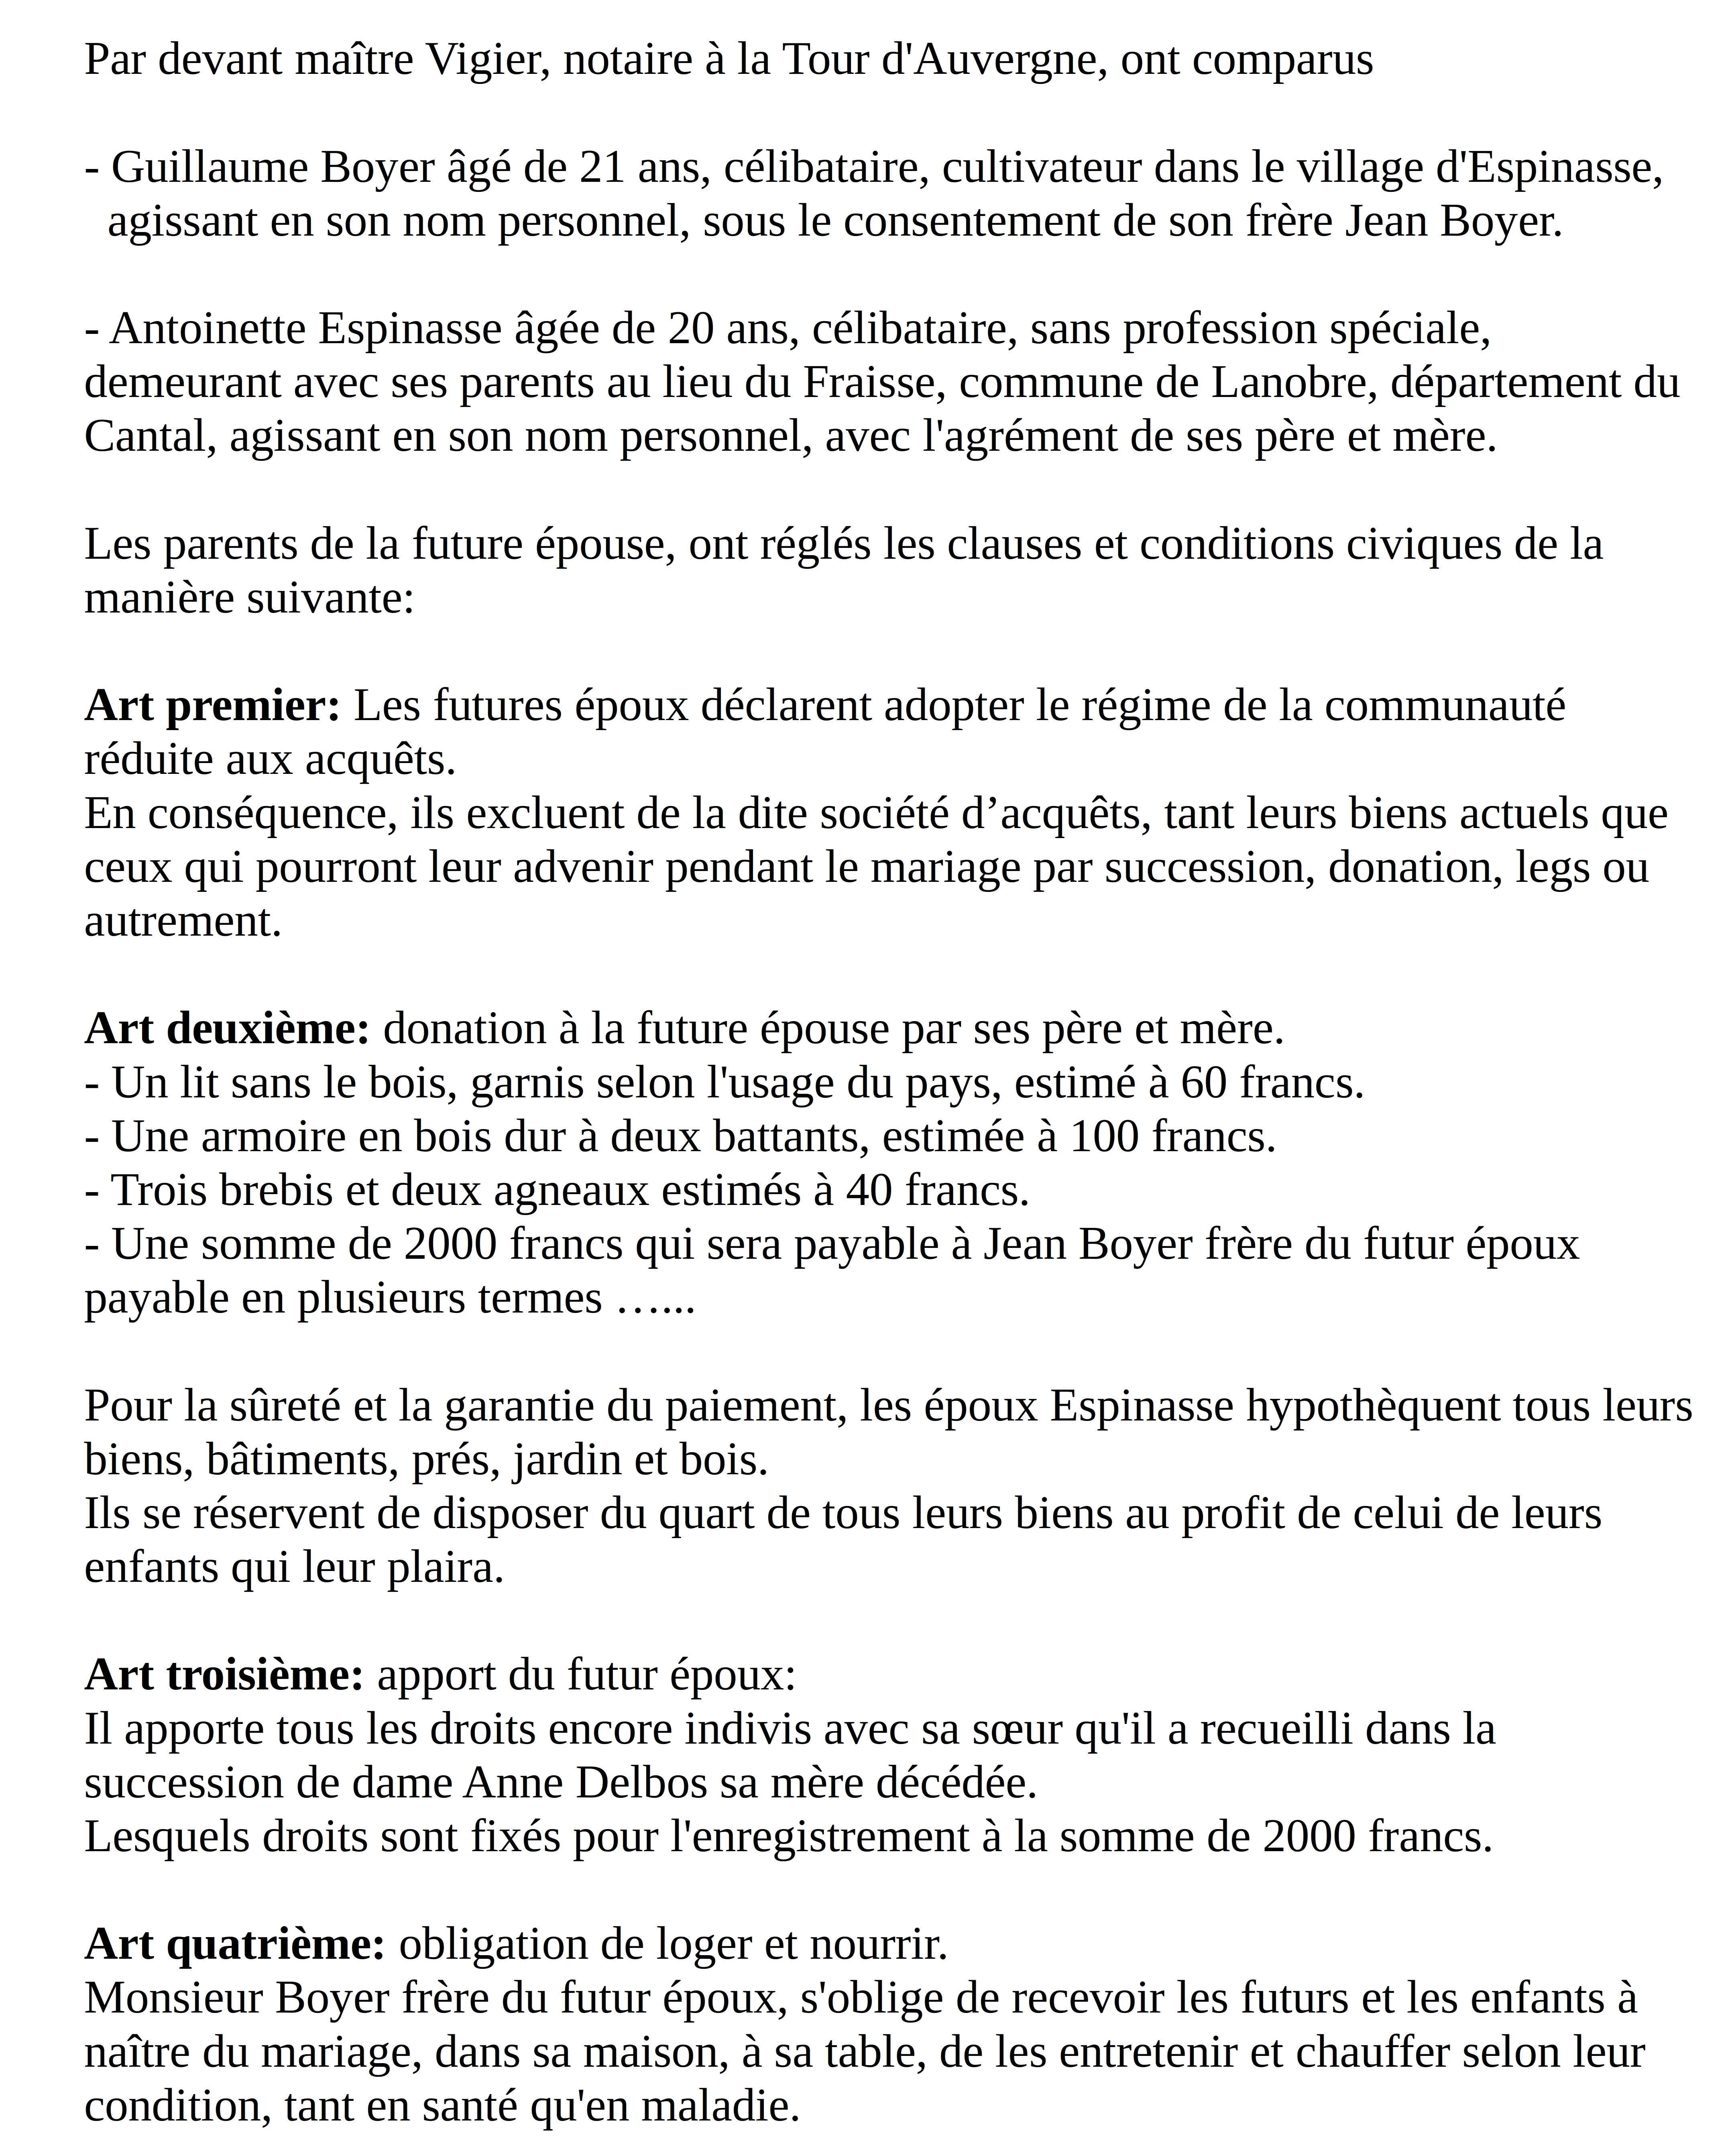 Par devant maître Vigier, notaire à la Tour d'Auvergne, ont comparus
- Guillaume Boyer âgé de 21 ans, célibataire, cultivateur dans le village d'Espinasse,
agissant en son nom personnel, sous le consentement de son frère Jean Boyer.
- Antoinette Espinasse âgée de 20 ans, célibataire, sans profession spéciale,
demeurant avec ses parents au lieu du Fraisse, commune de Lanobre, département du
Cantal, agissant en son nom personnel, avec l'agrément de ses père et mère.
Les parents de la future épouse, ont réglés les clauses et conditions civiques de la
manière suivante:
Art premier: Les futures époux déclarent adopter le régime de la communauté
réduite aux acquêts.
En conséquence, ils excluent de la dite société d’acquêts, tant leurs biens actuels que
ceux qui pourront leur advenir pendant le mariage par succession, donation, legs ou
autrement.
Art deuxième: donation à la future épouse par ses père et mère.
- Un lit sans le bois, garnis selon l'usage du pays, estimé à 60 francs.
- Une armoire en bois dur à deux battants, estimée à 100 francs.
- Trois brebis et deux agneaux estimés à 40 francs.
- Une somme de 2000 francs qui sera payable à Jean Boyer frère du futur époux
payable en plusieurs termes …...
Pour la sûreté et la garantie du paiement, les époux Espinasse hypothèquent tous leurs
biens, bâtiments, prés, jardin et bois.
Ils se réservent de disposer du quart de tous leurs biens au profit de celui de leurs
enfants qui leur plaira.
Art troisième: apport du futur époux:
Il apporte tous les droits encore indivis avec sa sœur qu'il a recueilli dans la
succession de dame Anne Delbos sa mère décédée.
Lesquels droits sont fixés pour l'enregistrement à la somme de 2000 francs.
Art quatrième: obligation de loger et nourrir.
Monsieur Boyer frère du futur époux, s'oblige de recevoir les futurs et les enfants à
naître du mariage, dans sa maison, à sa table, de les entretenir et chauffer selon leur
condition, tant en santé qu'en maladie.